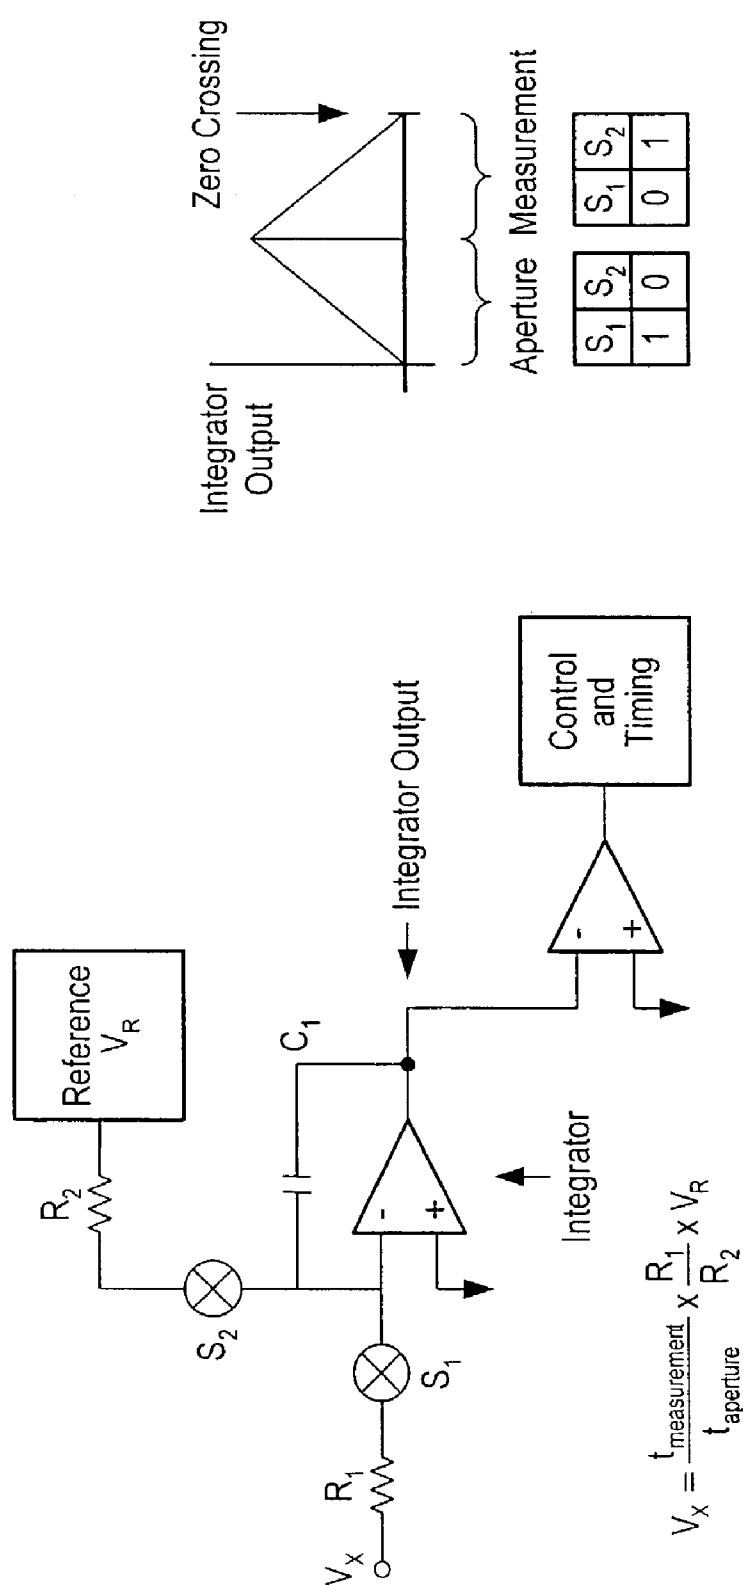 Reference
V_R
R_2
S_2
C_1
V_X
R_1
S_1
-
+
Integrator
Integrator Output
-
+
Control
and
Timing
V_X = t_measurement / t_aperture x R_1 / R_2 x V_R
Integrator
Output
Zero Crossing
Aperture Measurement
S_1 S_2
1 0
S_1 S_2
0 1